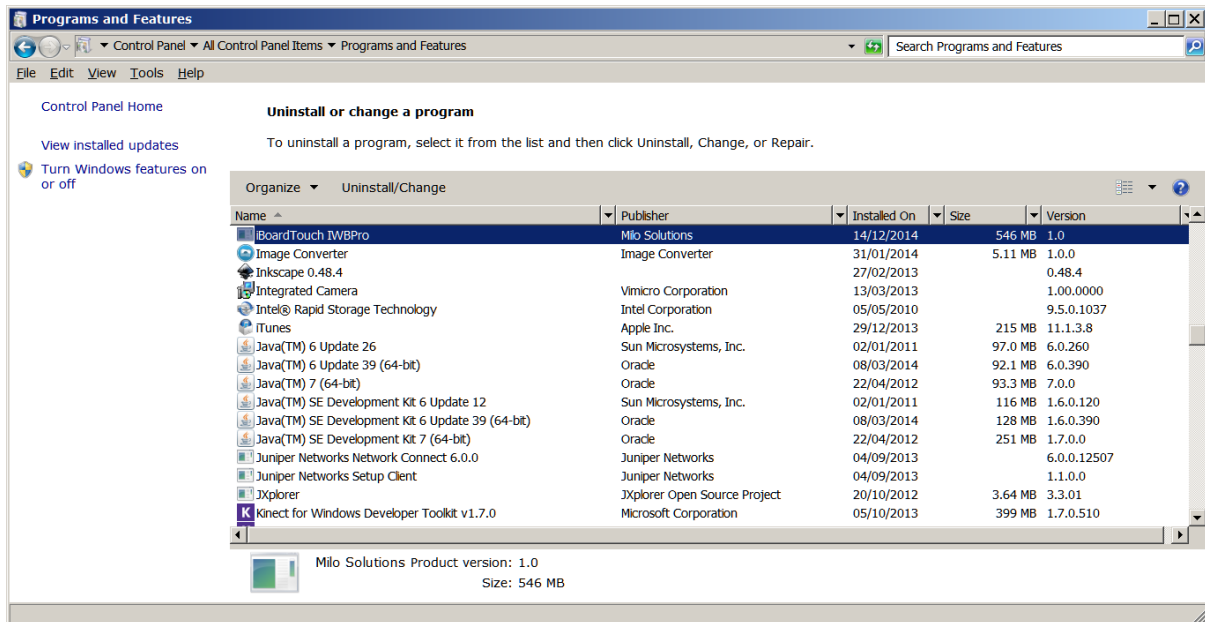 Programs and Features
Control Panel All Control Panel Items Programs and Features Search Programs and Features
File Edit View Tools Help
Control Panel Home
View installed updates
Turn Windows features on
or off
Uninstall or change a program
To uninstall a program, select it from the list and then click Uninstall, Change, or Repair.
Organize Uninstall/Change
Name Publisher Installed On Size Version
iBoardTouch IWBPro Milo Solutions 14/12/2014 546 MB 1.0
Image Converter Image Converter 31/01/2014 5.11 MB 1.0.0
Inkscape 0.48.4 27/02/2013 0.48.4
Integrated Camera Vimicro Corporation 13/03/2013 1.00.0000
Intel® Rapid Storage Technology Intel Corporation 05/05/2010 9.5.0.1037
iTunes Apple Inc. 29/12/2013 215 MB 11.1.3.8
Java(TM) 6 Update 26 Sun Microsystems, Inc. 02/01/2011 97.0 MB 6.0.260
Java(TM) 6 Update 39 (64-bit) Oracle 08/03/2014 92.1 MB 6.0.390
Java(TM) 7 (64-bit) Oracle 22/04/2012 93.3 MB 7.0.0
Java(TM) SE Development Kit 6 Update 12 Sun Microsystems, Inc. 02/01/2011 116 MB 1.6.0.120
Java(TM) SE Development Kit 6 Update 39 (64-bit) Oracle 08/03/2014 128 MB 1.6.0.390
Java(TM) SE Development Kit 7 (64-bit) Oracle 22/04/2012 251 MB 1.7.0.0
Juniper Networks Network Connect 6.0.0 Juniper Networks 04/09/2013 6.0.0.12507
Juniper Networks Setup Client Juniper Networks 04/09/2013 1.1.0.0
JXplorer JXplorer Open Source Project 20/10/2012 3.64 MB 3.3.01
K Kinect for Windows Developer Toolkit v1.7.0 Microsoft Corporation 05/10/2013 399 MB 1.7.0.510
Milo Solutions Product version: 1.0
Size: 546 MB